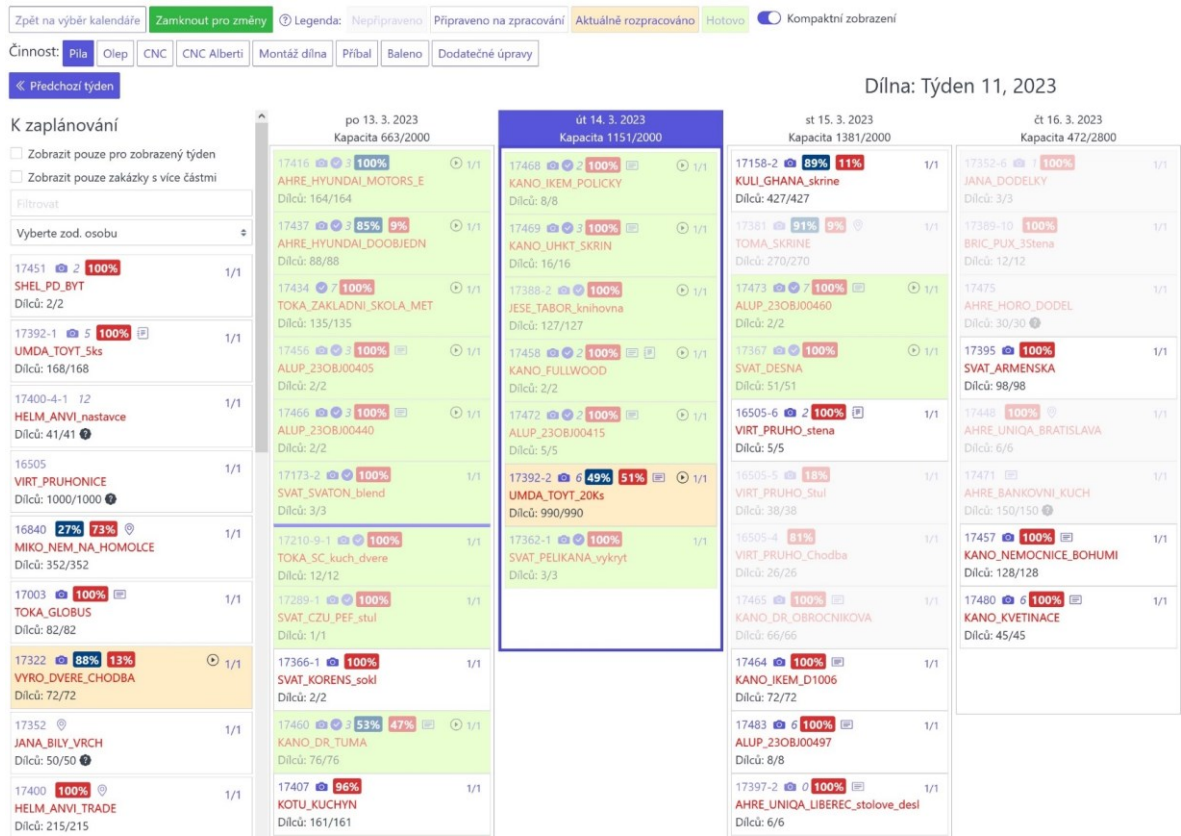 Zpět na výběr kalendáře Zamknout pro změny Legenda: Nepřipraveno Připraveno na zpracování Aktuálně rozpracováno Hotovo Kompaktní zobrazení
Činnost: Pila Olep CNC CNC Alberti Montáž dílna Příbal Baleno Dodatečné úpravy
Předchozí týden
Dílna: Týden 11, 2023
K zaplánování
Zobrazit pouze pro zobrazený týden
Zobrazit pouze zakázky s více částmi
Filtrovat
Vyberte zod. osobu
17451 2 100% 1/1
SHEL_PD_BYT
Dílců: 2/2
17392-1 5 100% 1/1
UMDA_TOYT_5ks
Dílců: 168/168
17400-4-1 12 1/1
HELM_ANVI_nastavce
Dílců: 41/41
16505 1/1
VIRT_PRUHONICE
Dílců: 1000/1000
16840 27% 73% 1/1
MIKO_NEM_NA_HOMOLCE
Dílců: 352/352
17003 100% 1/1
TOKA_GLOBUS
Dílců: 82/82
17322 88% 13% 1/1
VYRO_DVERE_CHODBA
Dílců: 72/72
17352 1/1
JANA_BILY_VRCH
Dílců: 50/50
17400 100% 1/1
HELM_ANVI_TRADE
Dílců: 215/215
po 13. 3. 2023
Kapacita 663/2000
17416 3 100% 1/1
AHRE_HYUNDAI_MOTORS_E
Dílců: 164/164
17437 3 85% 9% 1/1
AHRE_HYUNDAI_DOOBJEDN
Dílců: 88/88
17434 7 100% 1/1
TOKA_ZAKLADNI_SKOLA_MET
Dílců: 135/135
17456 3 100% 1/1
ALUP_23OBJ00405
Dílců: 2/2
17466 3 100% 1/1
ALUP_23OBJ00440
Dílců: 2/2
17173-2 100% 1/1
SVAT_SVATON_blend
Dílců: 3/3
17210-9-1 100% 1/1
TOKA_SC_kuch_dvere
Dílců: 12/12
17289-1 100% 1/1
SVAT_CZU_PEF_stul
Dílců: 1/1
17366-1 100% 1/1
SVAT_KORENS_sokl
Dílců: 2/2
17460 3 53% 47% 1/1
KANO_DR_TUMA
Dílců: 76/76
17407 96% 1/1
KOTU_KUCHYN
Dílců: 161/161
út 14. 3. 2023
Kapacita 1151/2000
17468 2 100% 1/1
KANO_IKEM_POLICKY
Dílců: 8/8
17469 3 100% 1/1
KANO_UHKT_SKRIN
Dílců: 16/16
17388-2 100% 1/1
JESE_TABOR_knihovna
Dílců: 127/127
17458 2 100% 1/1
KANO_FULLWOOD
Dílců: 2/2
17472 2 100% 1/1
ALUP_23OBJ00415
Dílců: 5/5
17392-2 6 49% 51% 1/1
UMDA_TOYT_20Ks
Dílců: 990/990
17362-1 100% 1/1
SVAT_PELIKANA_vykryt
Dílců: 3/3
st 15. 3. 2023
Kapacita 1381/2000
17158-2 89% 11% 1/1
KULI_GHANA_skrine
Dílců: 427/427
17381 91% 9% 1/1
TOMA_SKRINE
Dílců: 270/270
17473 7 100% 1/1
ALUP_23OBJ00460
Dílců: 2/2
17367 100% 1/1
SVAT_DESNA
Dílců: 51/51
16505-6 2 100% 1/1
VIRT_PRUHO_stena
Dílců: 5/5
16505-5 18% 1/1
VIRT_PRUHO_Stul
Dílců: 38/38
16505-4 81% 1/1
VIRT_PRUHO_Chodba
Dílců: 26/26
17465 100% 1/1
KANO_DR_OBROCNIKOVA
Dílců: 66/66
17464 100% 1/1
KANO_IKEM_D1006
Dílců: 72/72
17483 6 100% 1/1
ALUP_23OBJ00497
Dílců: 8/8
17397-2 0 100% 1/1
AHRE_UNIQA_LIBEREC_stolove_desl
Dílců: 6/6
čt 16. 3. 2023
Kapacita 472/2800
17352-6 1 100% 1/1
JANA_DODELKY
Dílců: 3/3
17389-10 100% 1/1
BRIC_PUX_3Stena
Dílců: 12/12
17475 1/1
AHRE_HORO_DODEL
Dílců: 30/30
17395 100% 1/1
SVAT_ARMENSKA
Dílců: 98/98
17448 100% 1/1
AHRE_UNIQA_BRATISLAVA
Dílců: 6/6
17471 1/1
AHRE_BANKOVNI_KUCH
Dílců: 150/150
17457 100% 1/1
KANO_NEMOCNICE_BOHUMI
Dílců: 128/128
17480 6 100% 1/1
KANO_KVETINACE
Dílců: 45/45